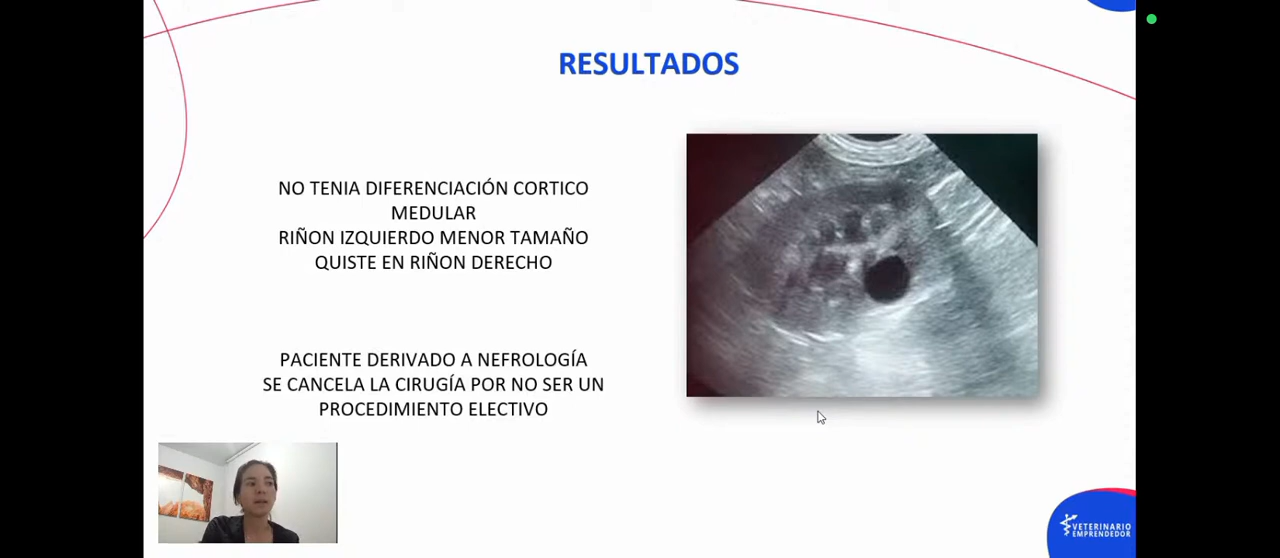 RESULTADOS
NO TENIA DIFERENCIACIÓN CORTICO
MEDULAR
RIÑON IZQUIERDO MENOR TAMAÑO
QUISTE EN RIÑON DERECHO
PACIENTE DERIVADO A NEFROLOGÍA
SE CANCELA LA CIRUGÍA POR NO SER UN
PROCEDIMIENTO ELECTIVO
VETERINARIO
EMPRENDEDOR